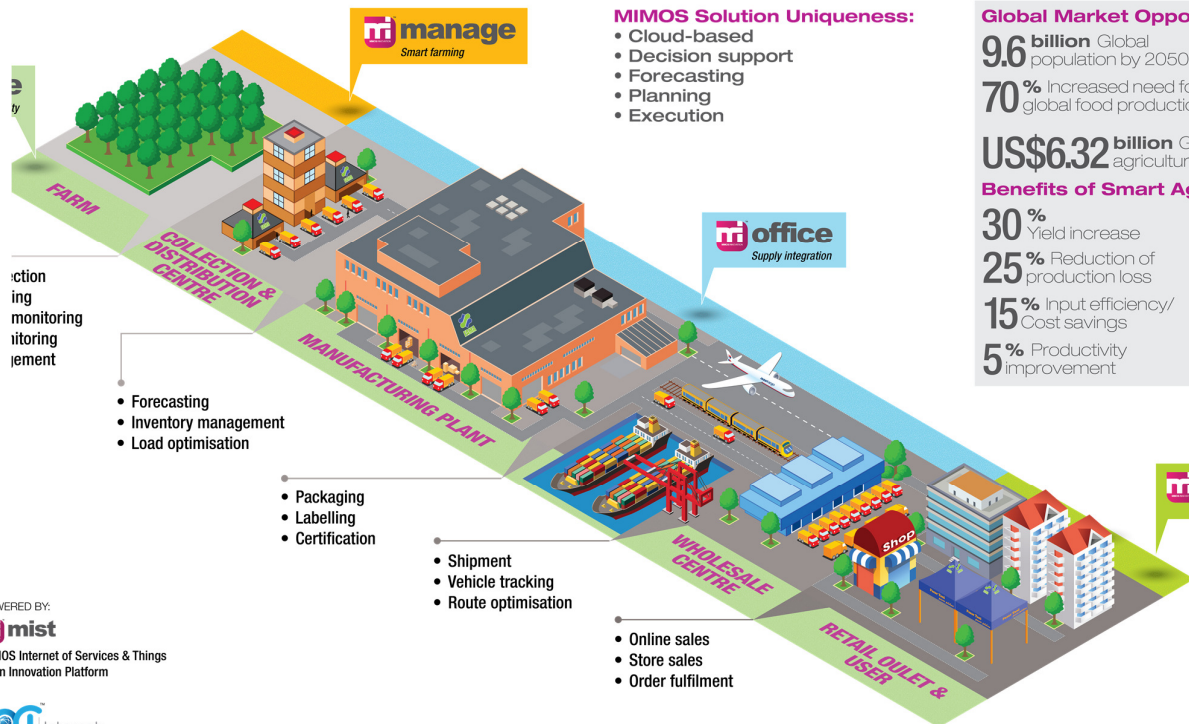 mi manage
Smart farming
MIMOS Solution Uniqueness:
• Cloud-based
• Decision support
• Forecasting
• Planning
• Execution
Global Market
9.6 billion Global
population by 2050
70% Increased need
global food
US$6.32 billion
Benefits of Smart
30%
Yield increase
25% Reduction of
production loss
15% Input efficiency/
Cost savings
5% Productivity
improvement
mi office
Supply integration
FARM
COLLECTION &
DISTRIBUTION
CENTRE
MANUFACTURING PLANT
WHOLESALE
CENTRE
RETAIL OULET &
USER
Shop
monitoring
• Forecasting
• Inventory management
• Load optimisation
• Packaging
• Labelling
• Certification
• Shipment
• Vehicle tracking
• Route optimisation
• Online sales
• Store sales
• Order fulfilment
BY:
mist
Internet of Services & Things
Innovation Platform
mi